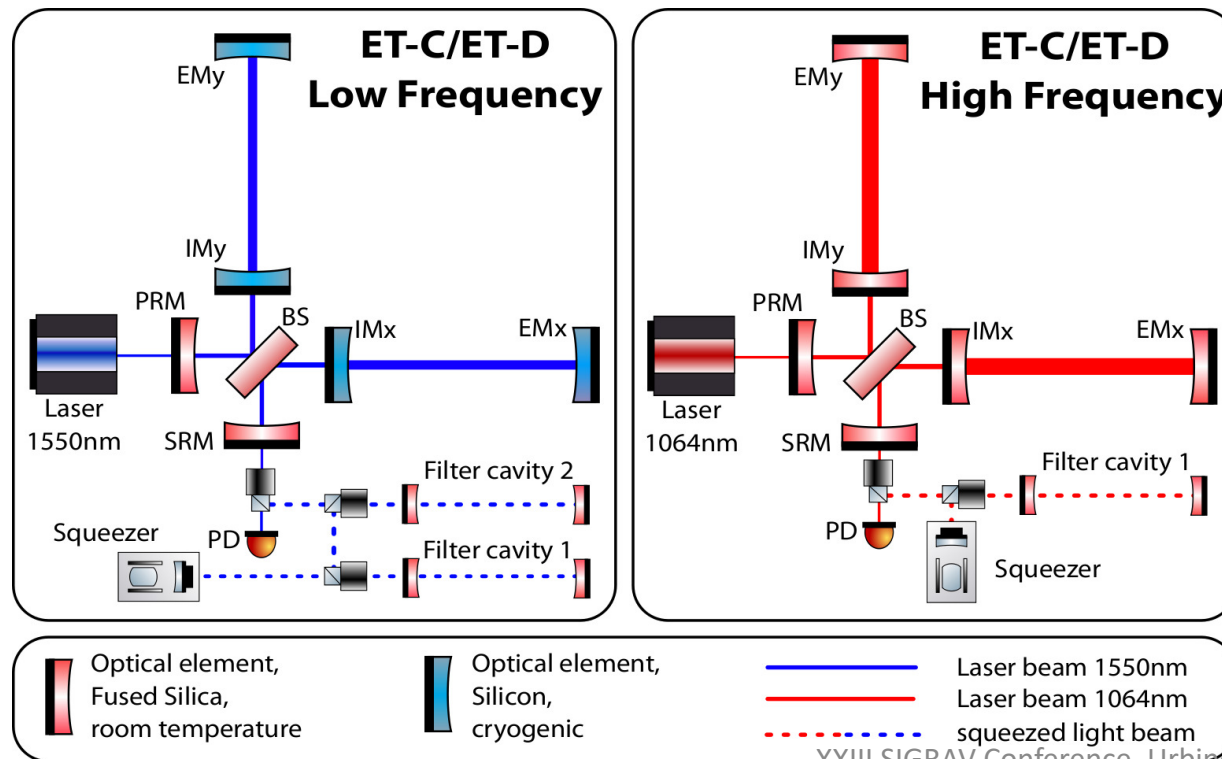 ET-C/ET-D
Low Frequency
EMy
IMy
PRM
BS
IMx
EMx
Laser
1550nm
SRM
Filter cavity 2
Squeezer
PD
Filter cavity 1
ET-C/ET-D
High Frequency
EMy
IMy
PRM
BS
IMx
EMx
Laser
1064nm
SRM
Filter cavity 1
PD
Squeezer
Optical element,
Fused Silica,
room temperature
Optical element,
Silicon,
cryogenic
Laser beam 1550nm
Laser beam 1064nm
squeezed light beam
XXIII SIGRAV Conference